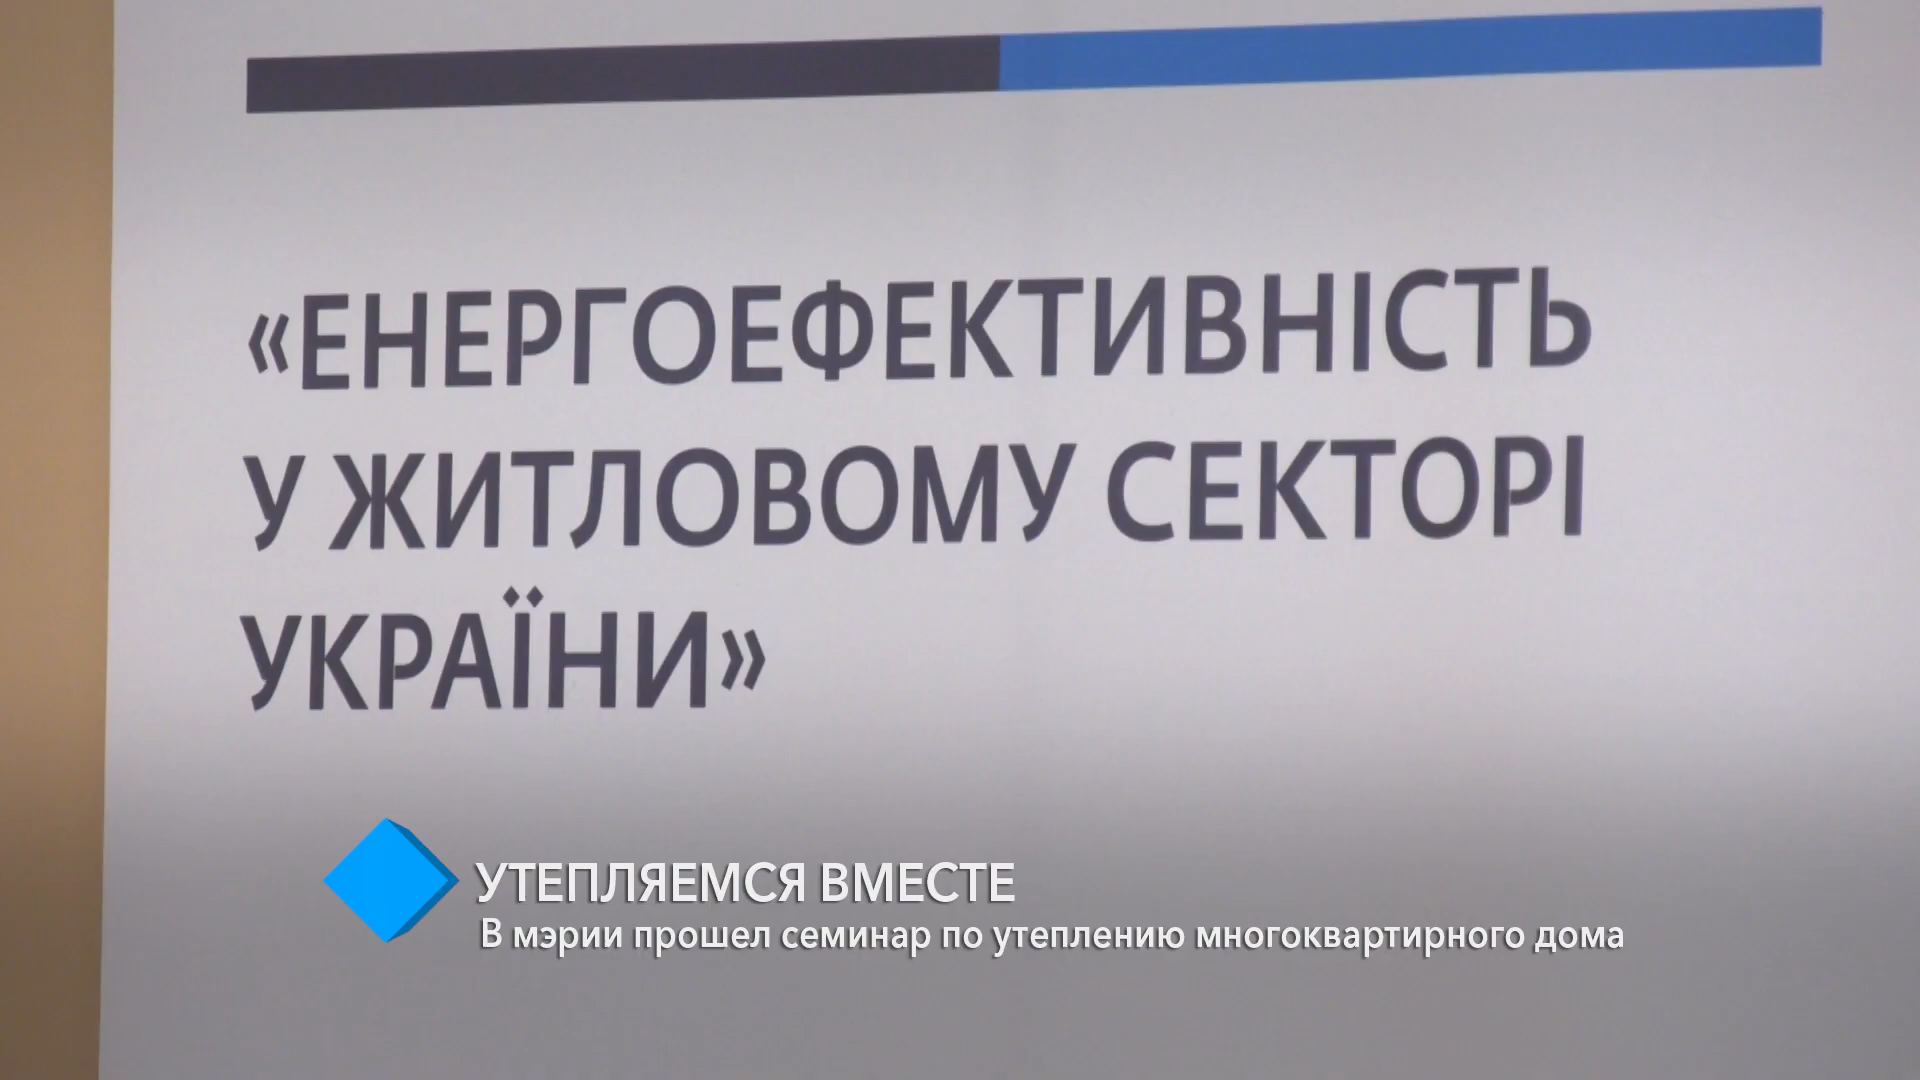 «ЕНЕРГОЕФЕКТИВНІСТЬ
У ЖИТЛОВОМУ СЕКТОРІ
УКРАЇНИ»
УТЕПЛЯЕМСЯ ВМЕСТЕ
В мэрии прошел семинар по утеплению многоквартирного дома